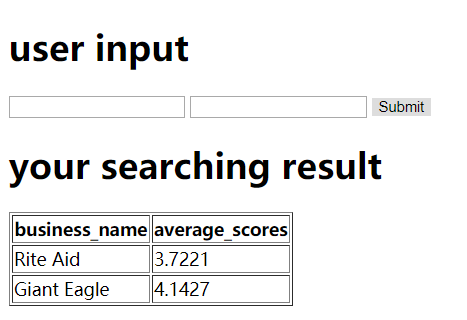 user input
Submit
your searching result
business_name average_scores
Rite Aid 3.7221
Giant Eagle 4.1427